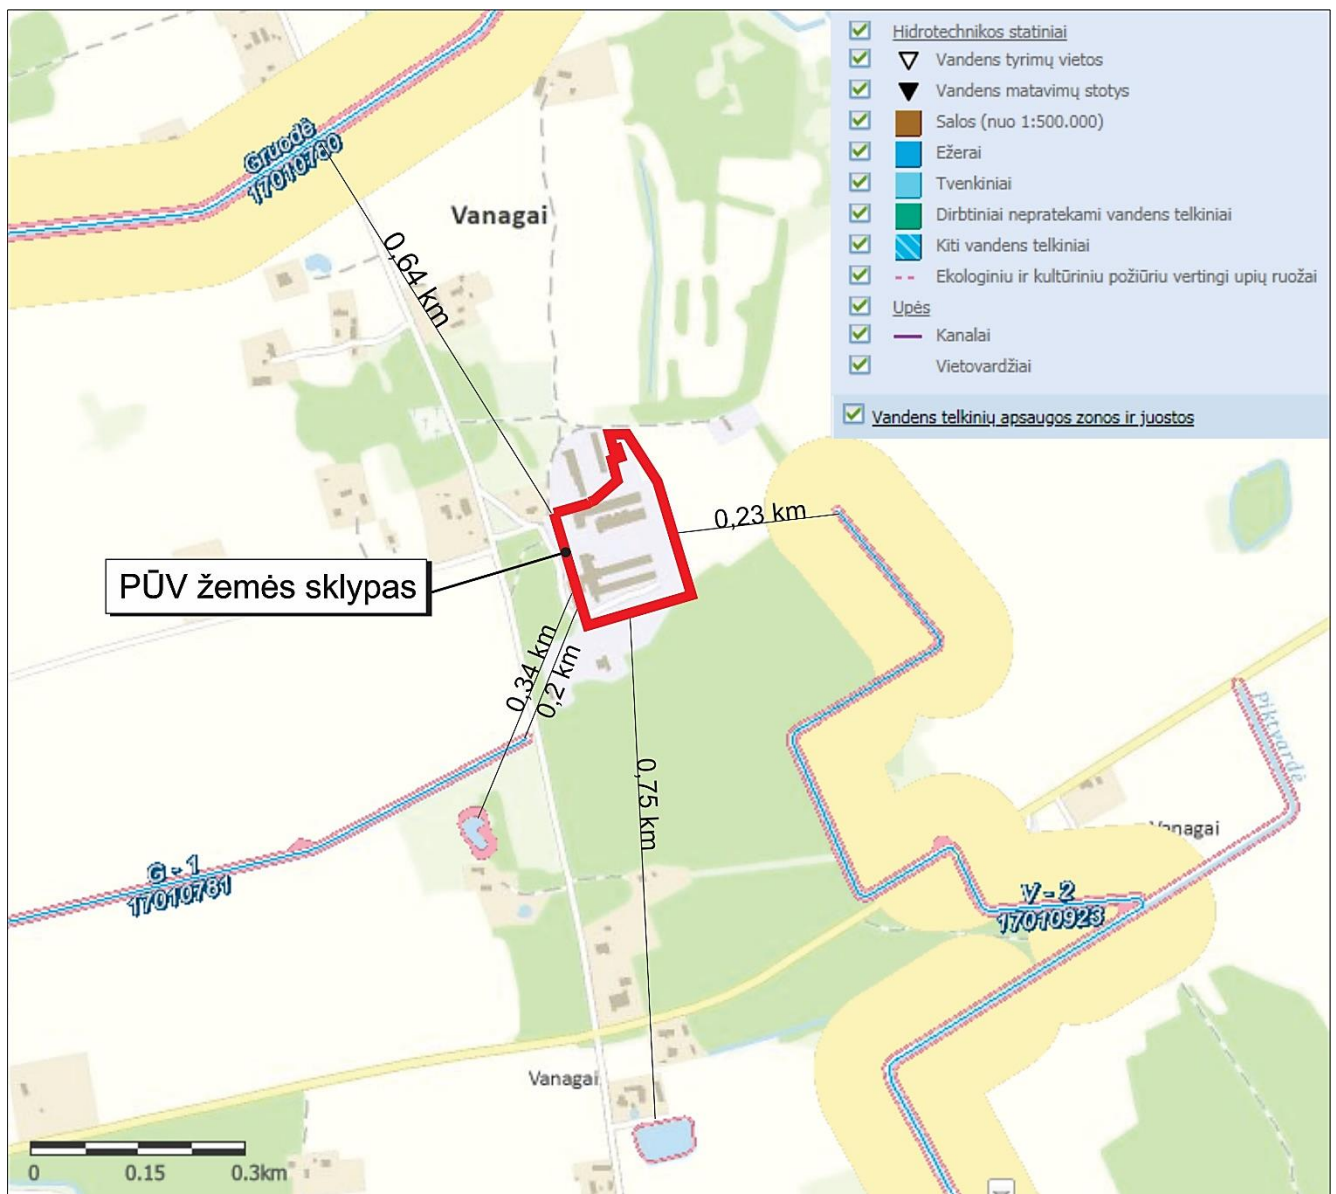 Hidrotechnikos statiniai
Vandens tyrimų vietos
Vandens matavimų stotys
Salos (nuo 1:500.000)
Ežerai
Tvenkiniai
Dirbtiniai nepratekami vandens telkiniai
Kiti vandens telkiniai
Ekologiniu ir kultūriniu požiūriu vertingi upių ruožai
Upės
Kanalai
Vietovardžiai
Vandens telkinių apsaugos zonos ir juostos
Gruodė
17010780
Vanagai
0,64 km
0,23 km
PŪV žemės sklypas
0,34 km
0,2 km
0,75 km
Piktvardė
Vanagai
G - 1
17010781
V - 2
17010923
Vanagai
0 0.15 0.3km